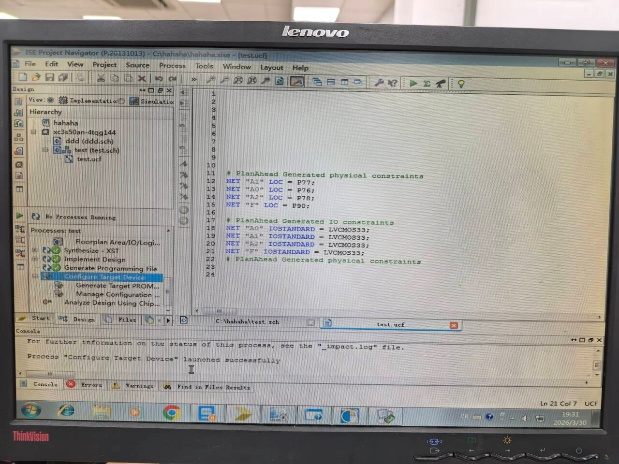 lenovo
ISE Project Navigator (P.20131013) - C:\hahaha\hahaha.xise - [test.ucf]
File Edit View Project Source Process Tools Window Layout Help
Design
View: Implementation Simulation
Hierarchy
hahaha
xc3s50an-4tqg144
ddd (ddd.sch)
test (test.sch)
test.ucf
No Processes Running
Processes: test
Floorplan Area/IO/Logi...
Synthesize - XST
Implement Design
Generate Programming File
Configure Target Device
Generate Target PROM...
Manage Configuration ...
Analyze Design Using Chip...
Start Design Files
1
2
3
4
5
6
7
8
9
10
11 # PlanAhead Generated physical constraints
12 NET "A1" LOC = P77;
13 NET "A0" LOC = P76;
14 NET "A2" LOC = P78;
15 NET "F" LOC = P90;
16
17 # PlanAhead Generated IO constraints
18 NET "A0" IOSTANDARD = LVCMOS33;
19 NET "A1" IOSTANDARD = LVCMOS33;
20 NET "A2" IOSTANDARD = LVCMOS33;
21 NET "F" IOSTANDARD = LVCMOS33;
22 # PlanAhead Generated physical constraints
23
24
C:\hahaha\test.sch
test.ucf
Console
For further information on the status of this process, see the "_impact.log" file.
Process "Configure Target Device" launched successfully
Console Errors Warnings Find in Files Results
Ln 21 Col 7 UCF
19:31
2026/3/30
ThinkVision